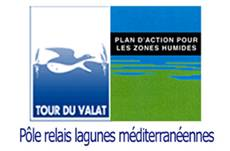 PLAN D'ACTION POUR
LES ZONES HUMIDES
TOUR DU VALAT
Pôle relais lagunes méditerranéennes